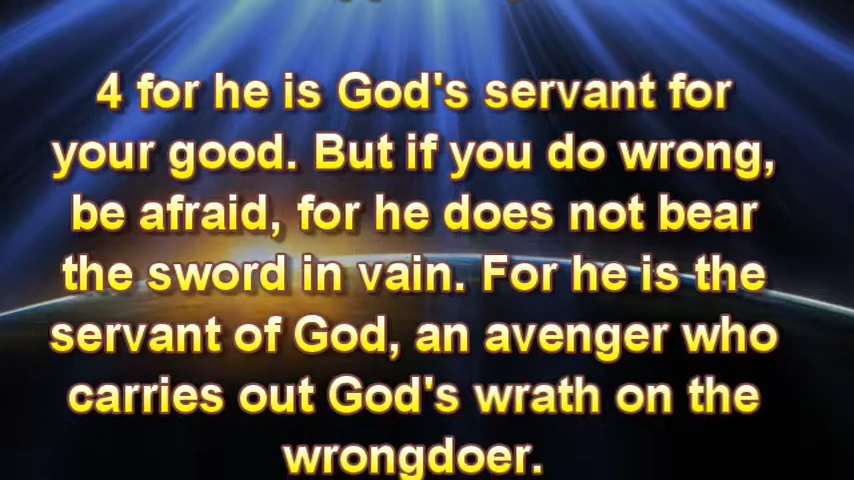 4 for he is God's servant for
your good. But if you do wrong,
be afraid, for he does not bear
the sword in vain. For he is the
servant of God, an avenger who
carries out God's wrath on the
wrongdoer.